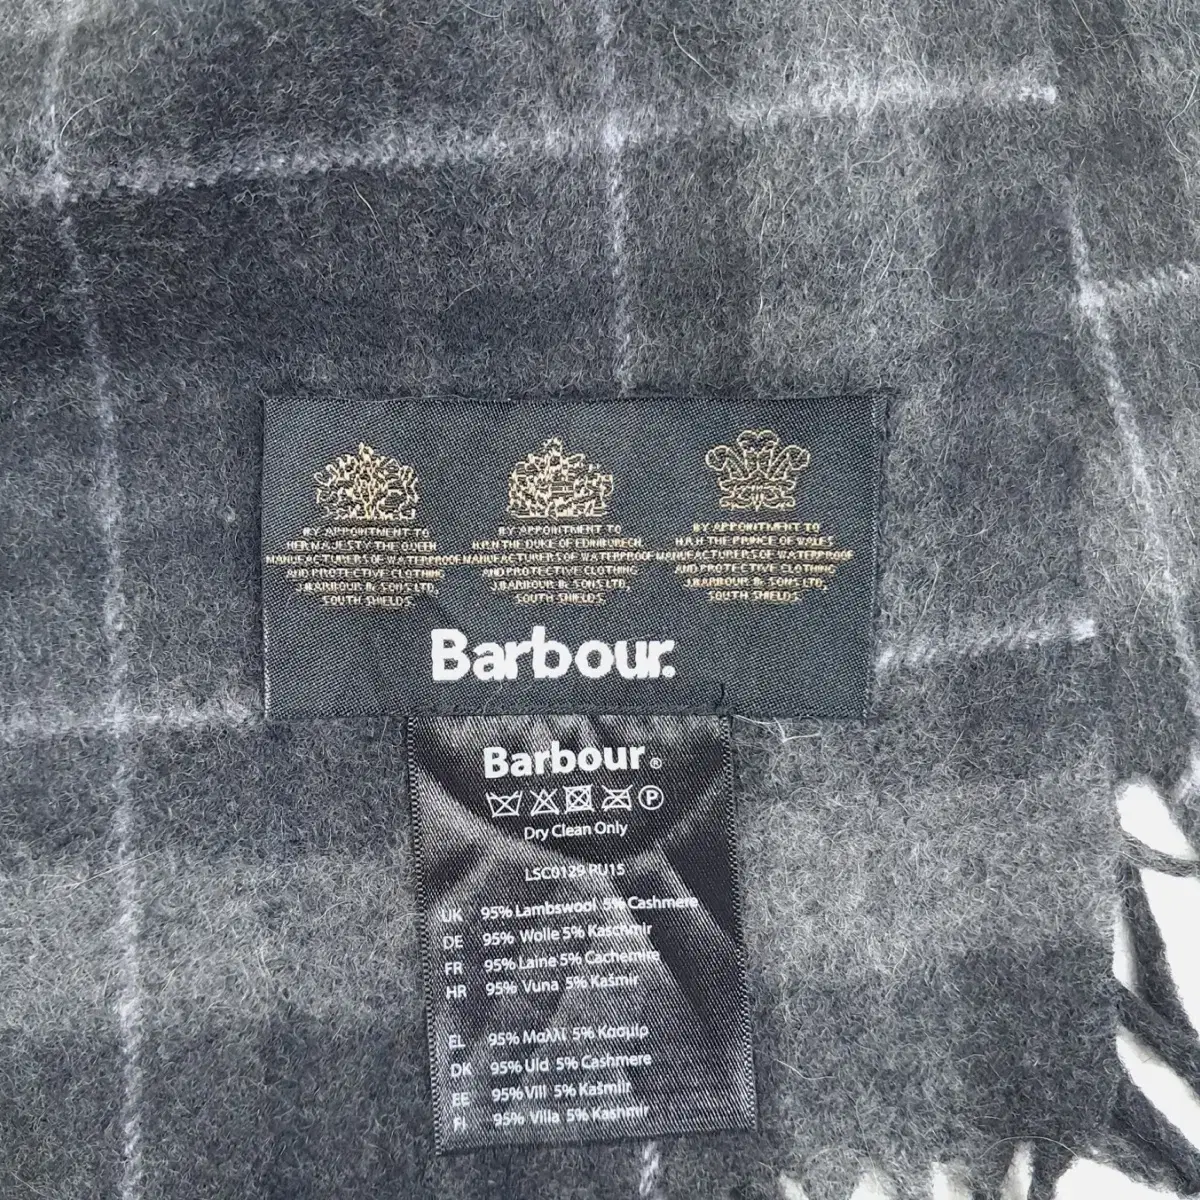 BY APPOINTMENT TO
HER MAJESTY THE QUEEN
MANUFACTURERS OF WATERPROOF
AND PROTECTIVE CLOTHING
J.BARBOUR & SONS LTD,
SOUTH SHIELDS.
BY APPOINTMENT TO
H.R.H THE DUKE OF EDINBURGH
MANUFACTURERS OF WATERPROOF
AND PROTECTIVE CLOTHING
J.BARBOUR & SONS LTD,
SOUTH SHIELDS.
BY APPOINTMENT TO
H.R.H THE PRINCE OF WALES
MANUFACTURERS OF WATERPROOF
AND PROTECTIVE CLOTHING
J.BARBOUR & SONS LTD,
SOUTH SHIELDS.
Barbour.
Barbour®
P
Dry Clean Only
LSC0129 PU15
UK 95% Lambswool 5% Cashmere
DE 95% Wolle 5% Kaschmir
FR 95% Laine 5% Cachemire
HR 95% Vuna 5% Kašmir
EL 95% Μαλλί 5% Κασμίρ
DK 95% Uld 5% Cashmere
EE 95% Vill 5% Kašmiir
FI 95% Villa 5% Kashmir